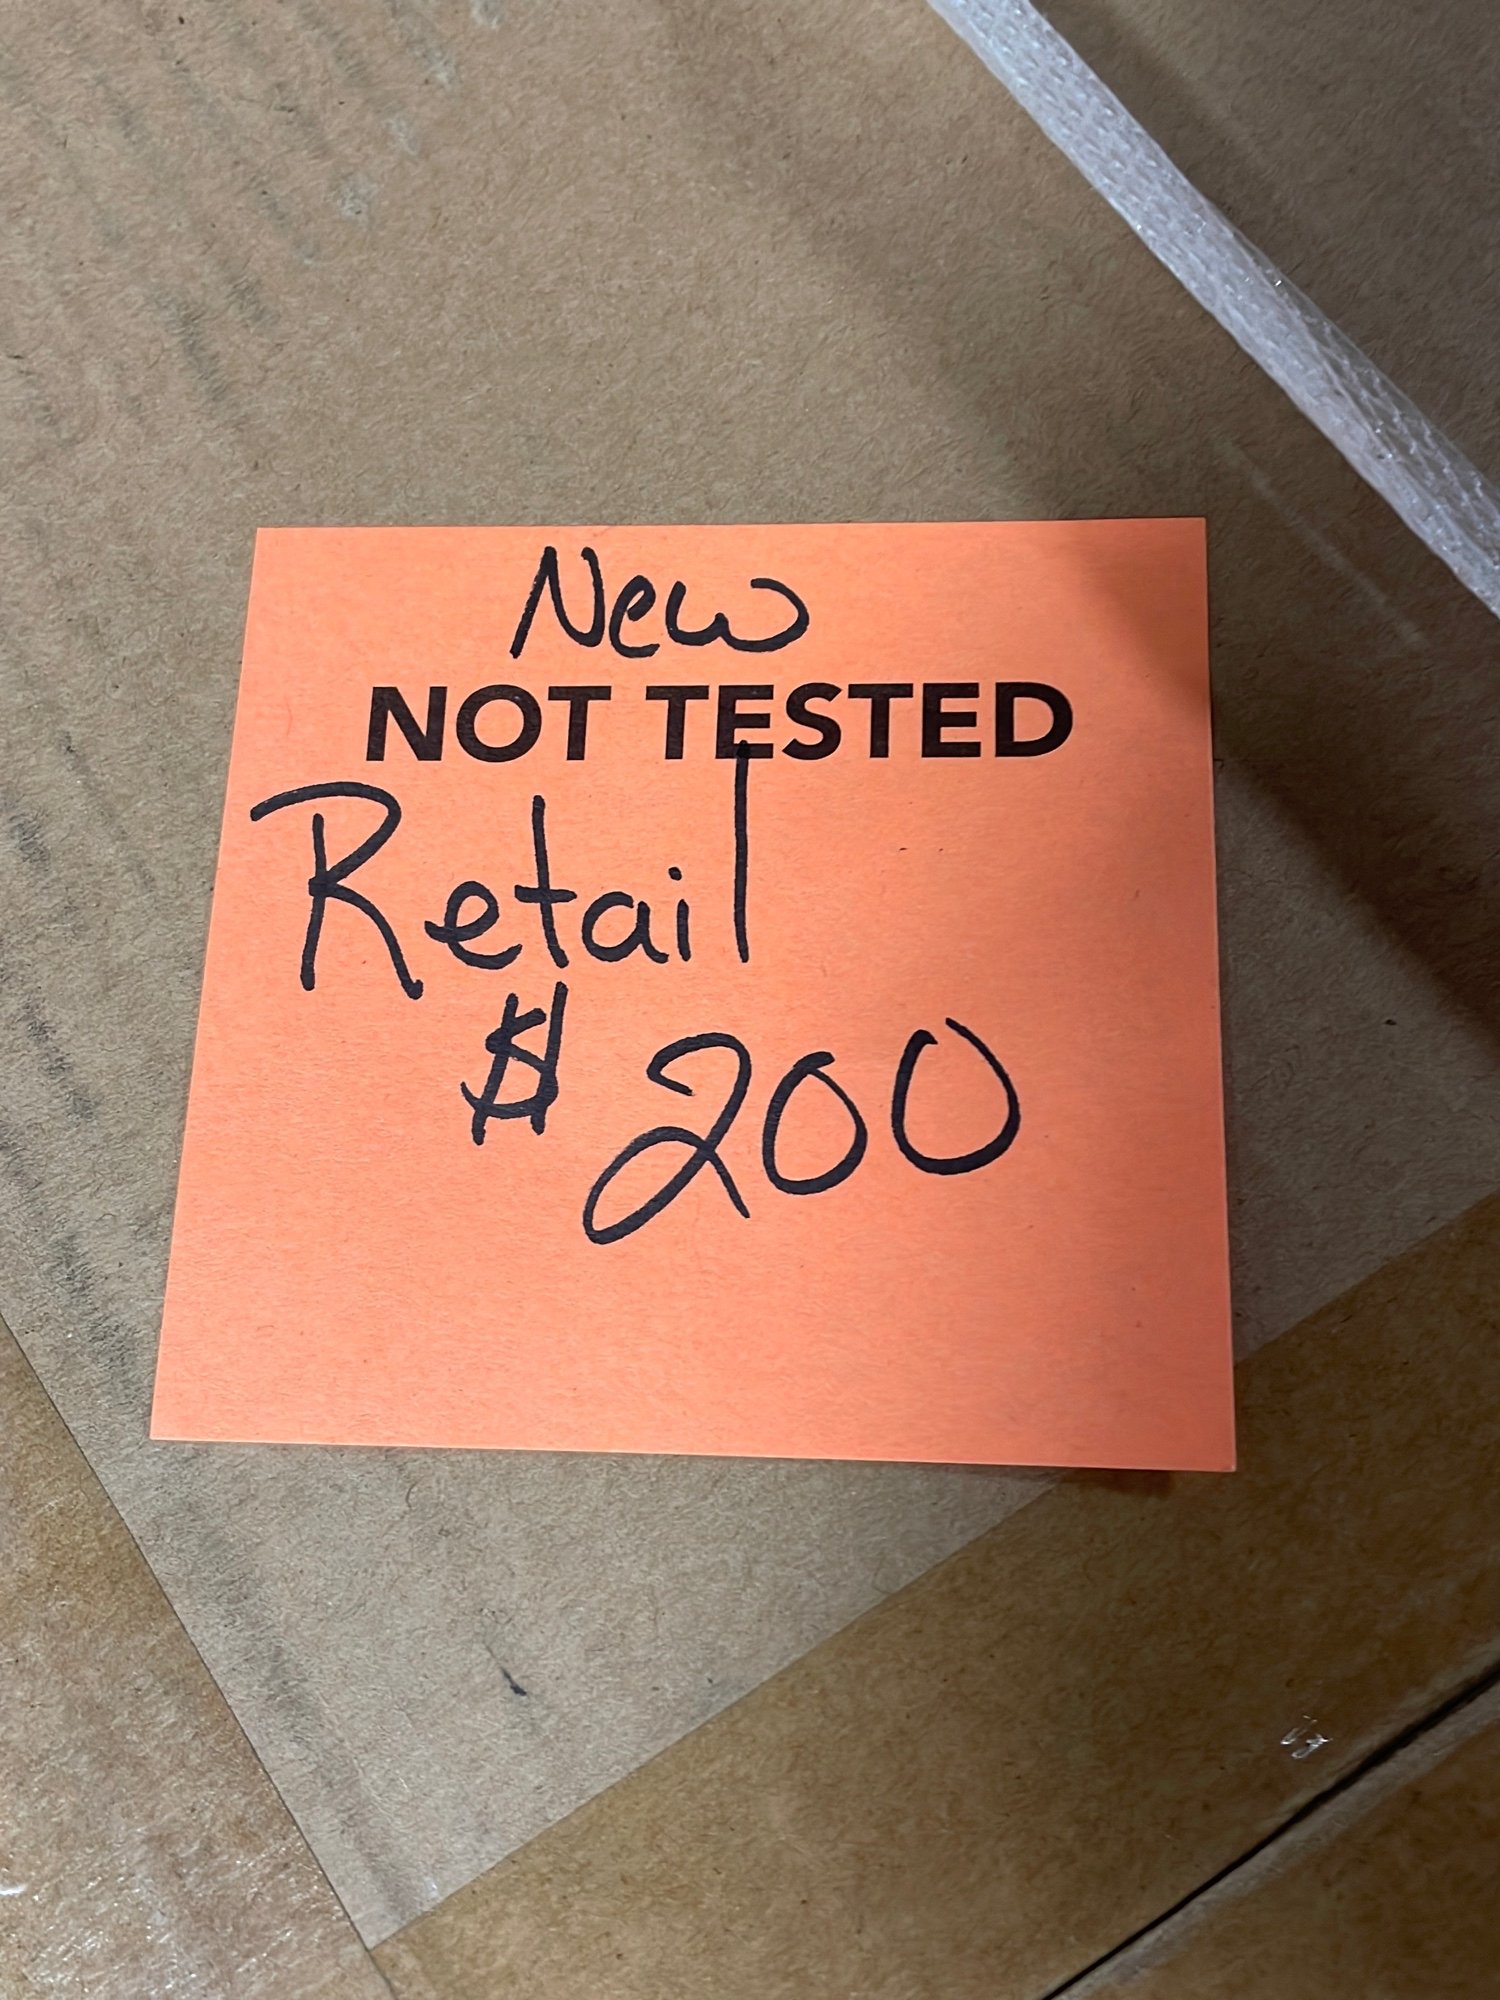 New
NOT TESTED
Retail
$200